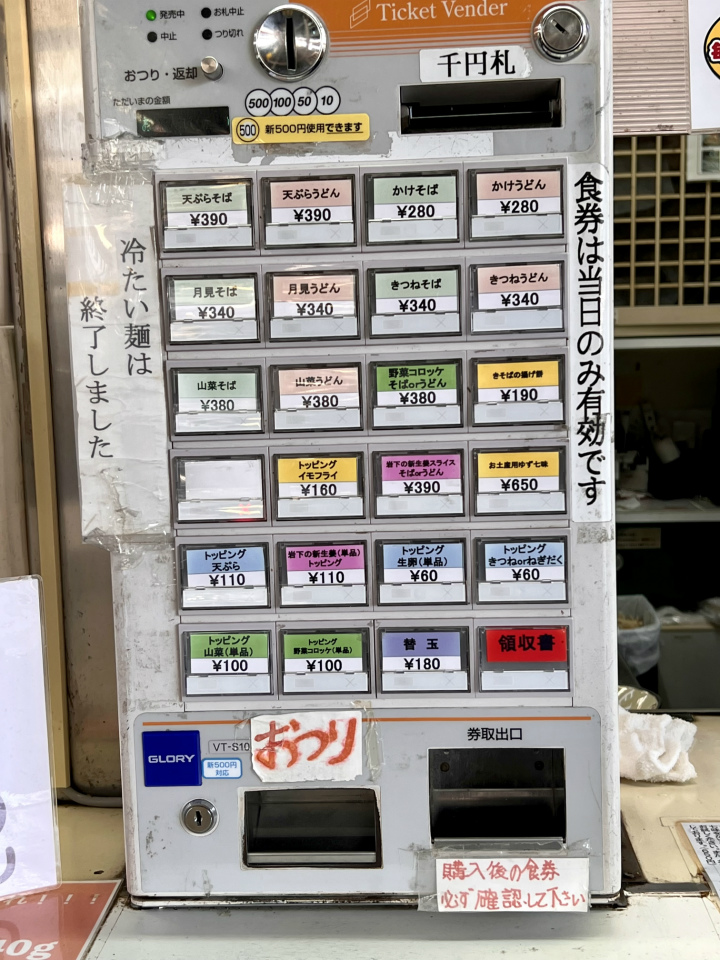 発売中
お札中止
中止
つり切れ
Ticket Vender
おつり・返却
千円札
ただいまの金額
500 100 50 10
500 新500円使用できます
食券は当日のみ有効です
冷たい麺は
終了しました
天ぷらそば
¥390
天ぷらうどん
¥390
かけそば
¥280
かけうどん
¥280
月見そば
¥340
月見うどん
¥340
きつねそば
¥340
きつねうどん
¥340
山菜そば
¥380
山菜うどん
¥380
野菜コロッケ
そばorうどん
¥380
きそばの揚げ餅
¥190
トッピング
イモフライ
¥160
岩下の新生姜スライス
そばorうどん
¥390
お土産用ゆず七味
¥650
トッピング
天ぷら
¥110
岩下の新生姜(単品)
トッピング
¥110
トッピング
生卵(単品)
¥60
トッピング
きつねorねぎだく
¥60
トッピング
山菜(単品)
¥100
トッピング
野菜コロッケ(単品)
¥100
替玉
¥180
領収書
GLORY
VT-S10
新500円
対応
おつり
券取出口
購入後の食券
必ず確認して下さい